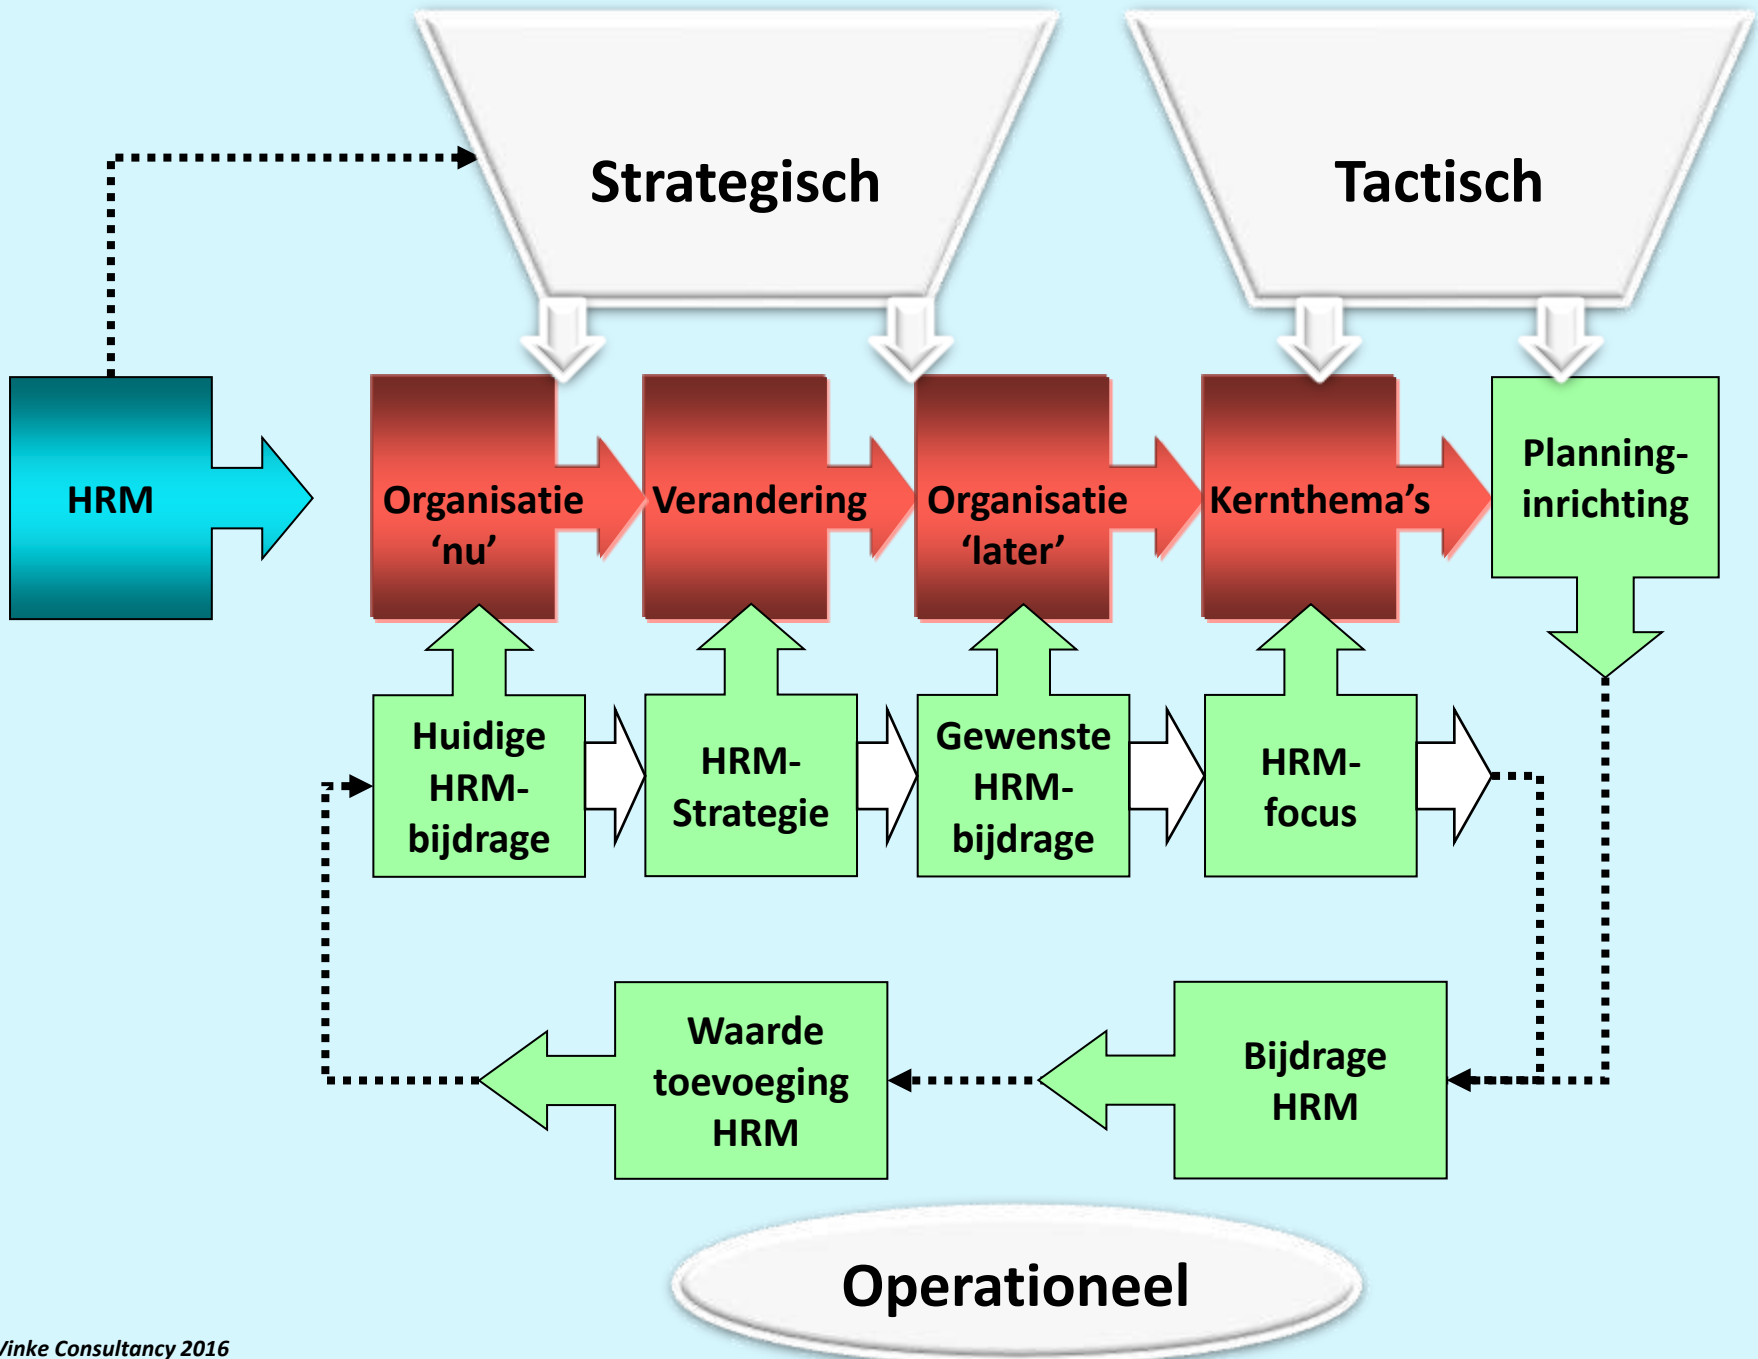 Strategisch
Tactisch
HRM
Organisatie
‘nu’
Verandering
Organisatie
‘later’
Kernthema’s
Planning-
inrichting
Huidige
HRM-
bijdrage
HRM-
Strategie
Gewenste
HRM-
bijdrage
HRM-
focus
Waarde
toevoeging
HRM
Bijdrage
HRM
Operationeel
Vinke Consultancy 2016